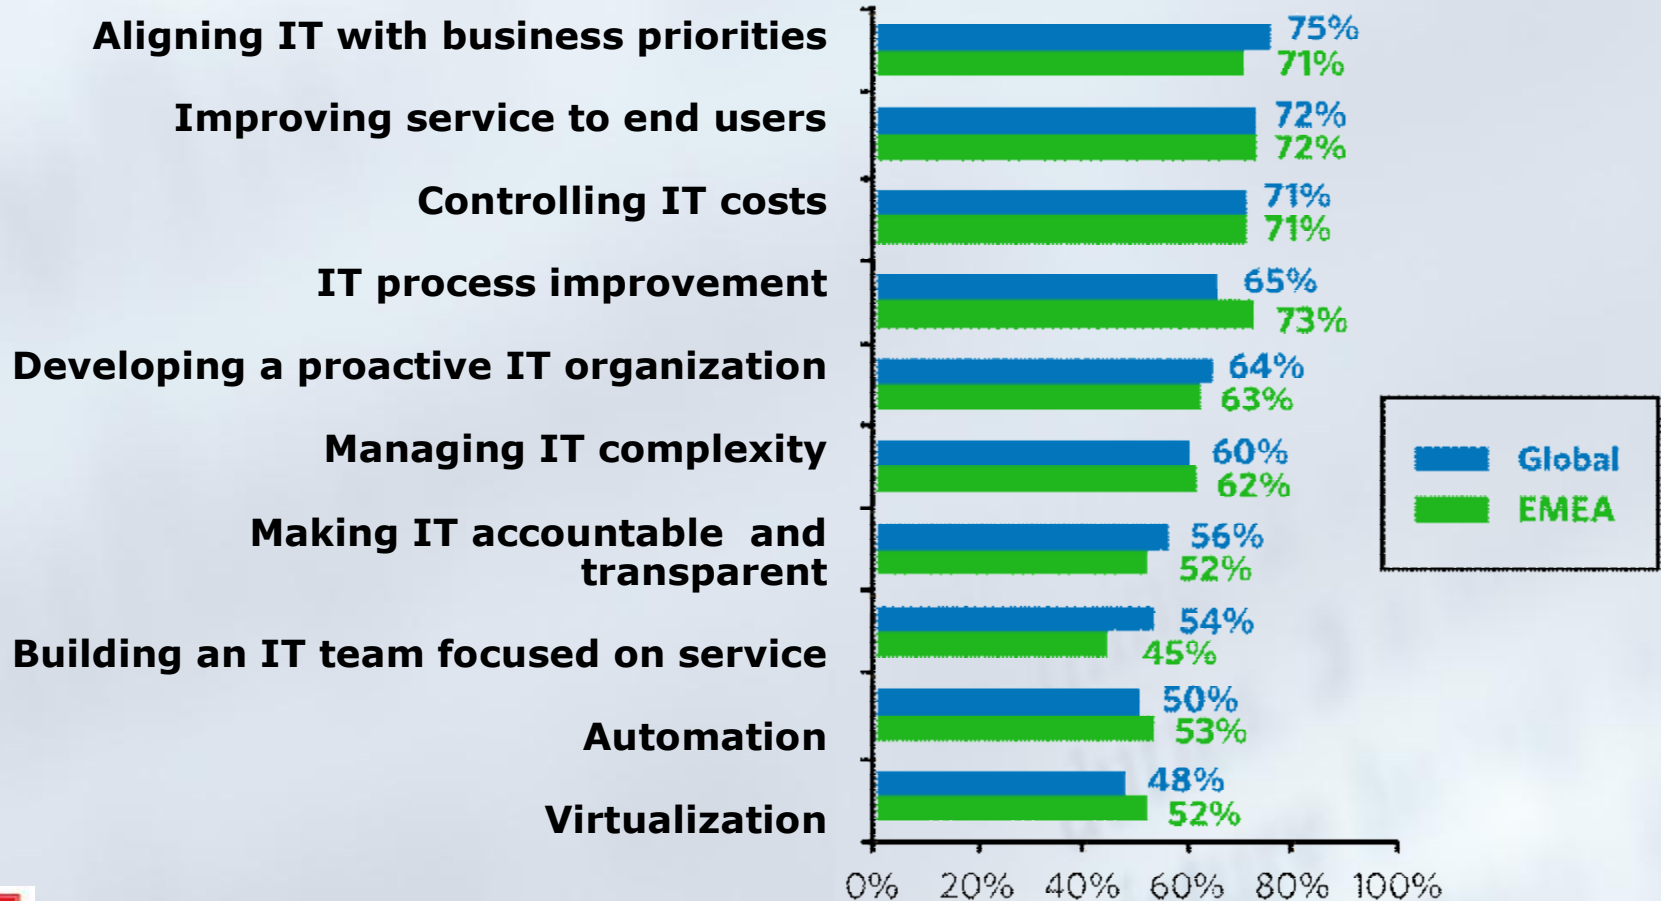 Aligning IT with business priorities
75%
71%
Improving service to end users
72%
72%
Controlling IT costs
71%
71%
IT process improvement
65%
73%
Developing a proactive IT organization
64%
63%
Managing IT complexity
60%
62%
Making IT accountable  and
transparent
56%
52%
Building an IT team focused on service
54%
45%
Automation
50%
53%
Virtualization
48%
52%
0% 20% 40% 60% 80% 100%
Global
EMEA